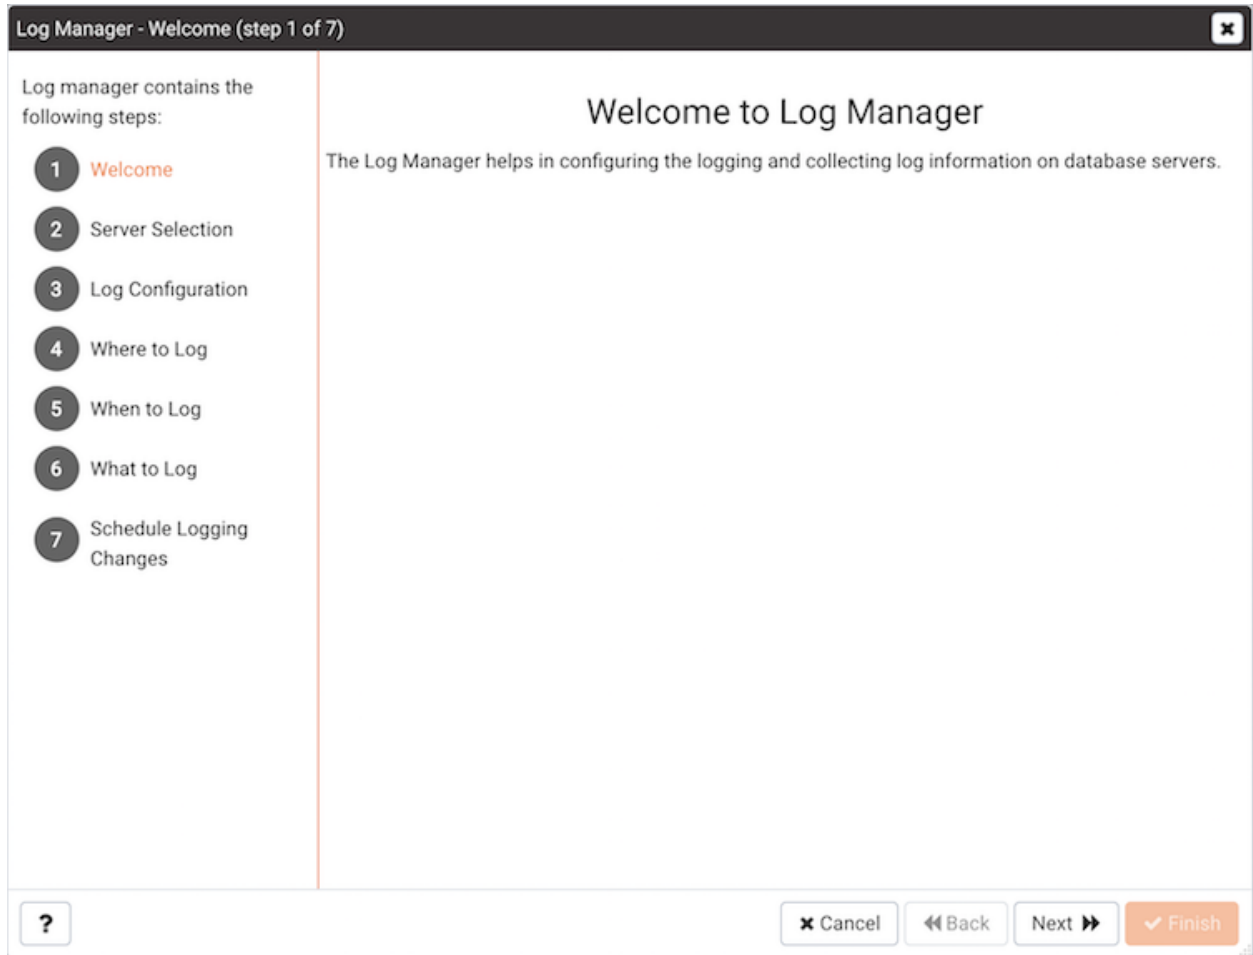 Log Manager - Welcome (step 1 of 7)
Log manager contains the
following steps:
1 Welcome
2 Server Selection
3 Log Configuration
4 Where to Log
5 When to Log
6 What to Log
7 Schedule Logging
Changes
Welcome to Log Manager
The Log Manager helps in configuring the logging and collecting log information on database servers.
? Cancel Back Next Finish